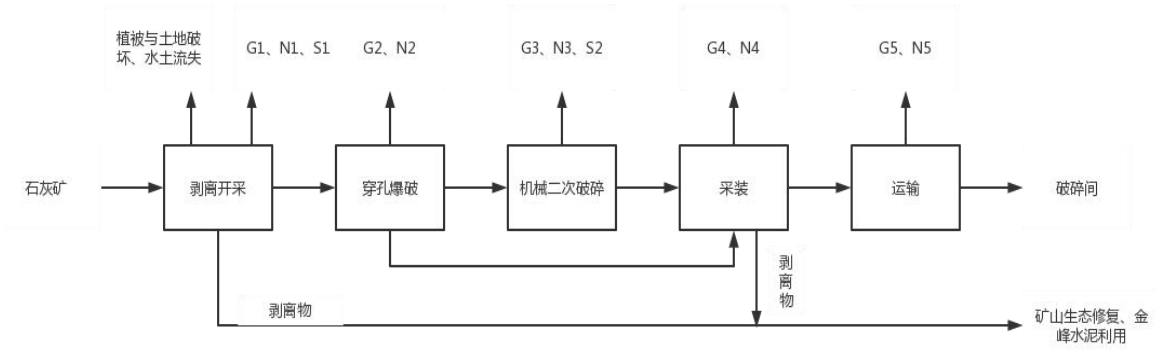 植被与土地破
坏、水土流失
G1、N1、S1
G2、N2
G3、N3、S2
G4、N4
G5、N5
石灰矿
剥离开采
穿孔爆破
机械二次破碎
采装
运输
破碎间
剥
离
物
剥离物
矿山生态修复、金
峰水泥利用